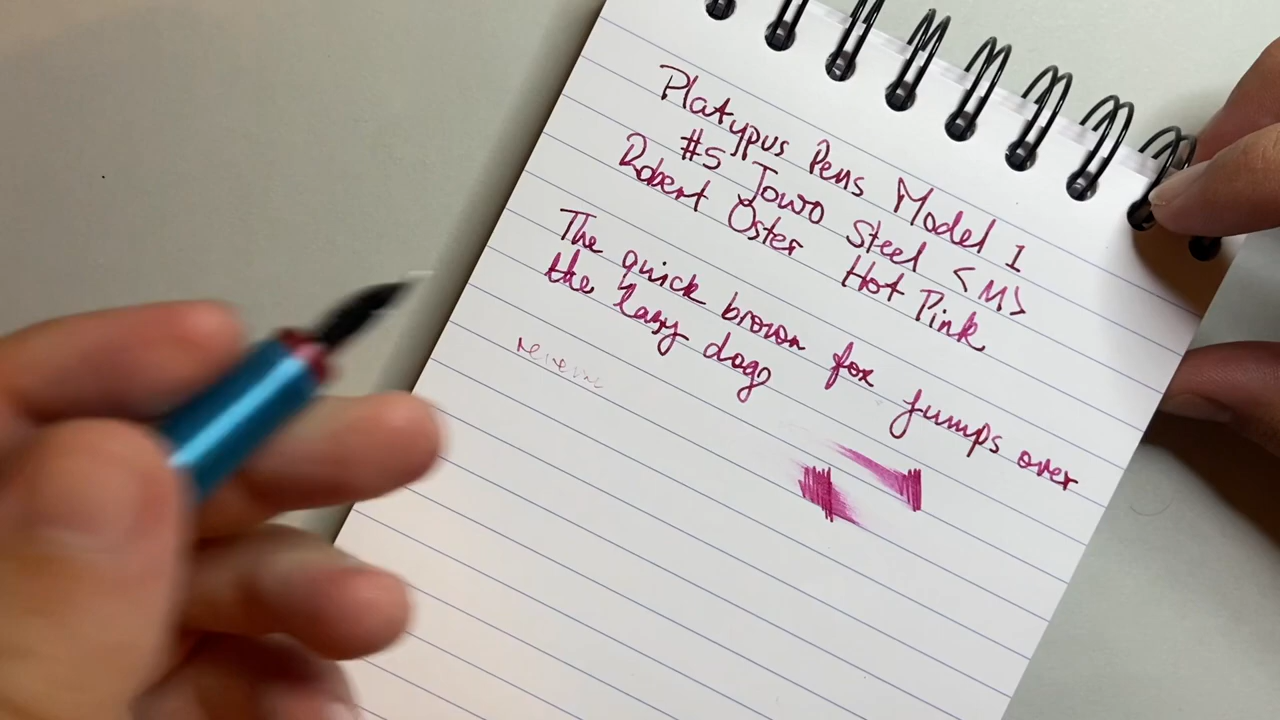 Platypus Pens Model 1
#5 Jowo Steel <M>
Robert Oster Hot Pink
The quick brown fox jumps over
the lazy dog
reverse